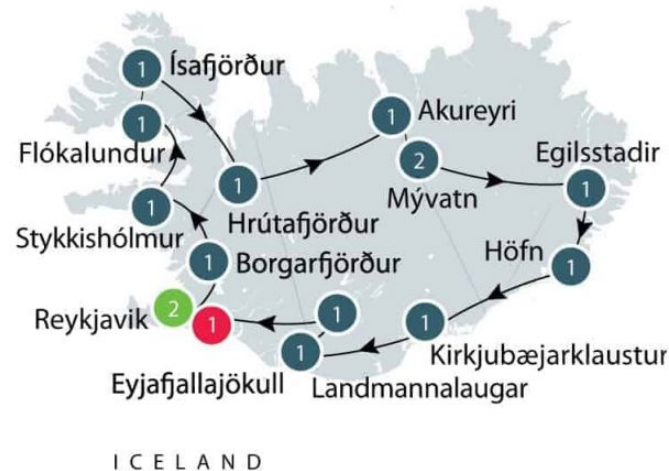 1 Ísafjörður
1 Akureyri
1
Flókalundur
2 Egilsstadir
Mývatn 1
1 Hrútafjörður
1 Stykkishólmur
Höfn 1
1 Borgarfjörður
Reykjavik 2
1
1
1 Kirkjubæjarklaustur
1
Eyjafjallajökull Landmannalaugar
ICELAND